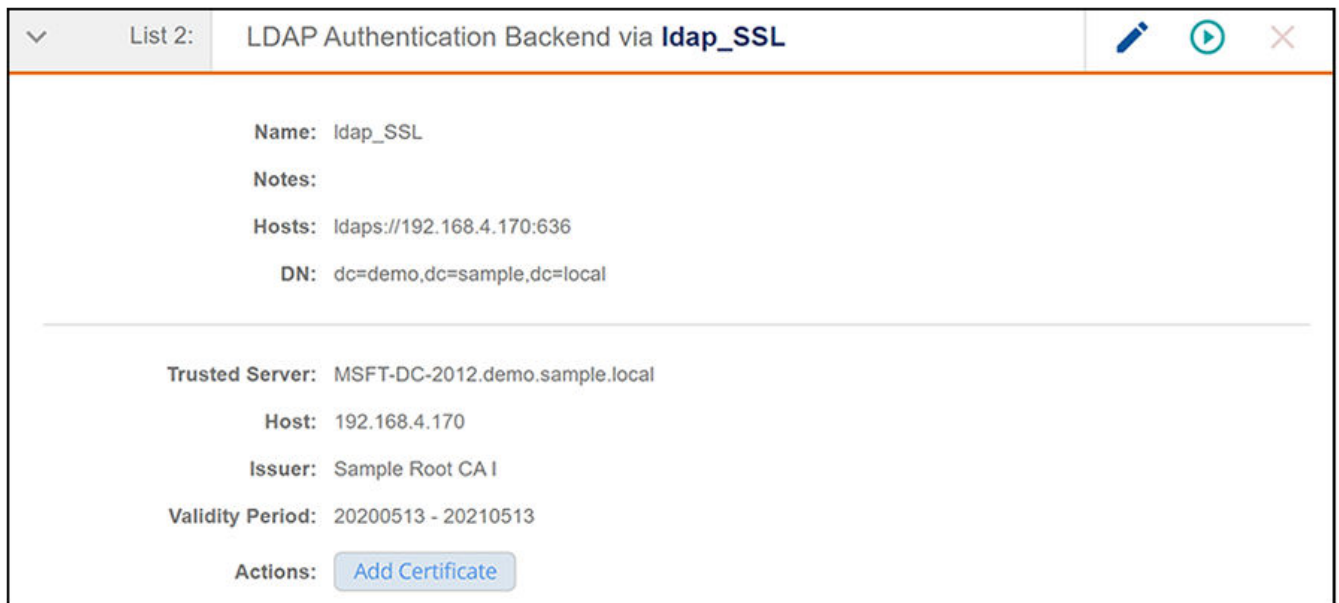 List 2: LDAP Authentication Backend via ldap_SSL
Name: ldap_SSL
Notes:
Hosts: ldaps://192.168.4.170:636
DN: dc=demo,dc=sample,dc=local
Trusted Server: MSFT-DC-2012.demo.sample.local
Host: 192.168.4.170
Issuer: Sample Root CA I
Validity Period: 20200513 - 20210513
Actions: Add Certificate